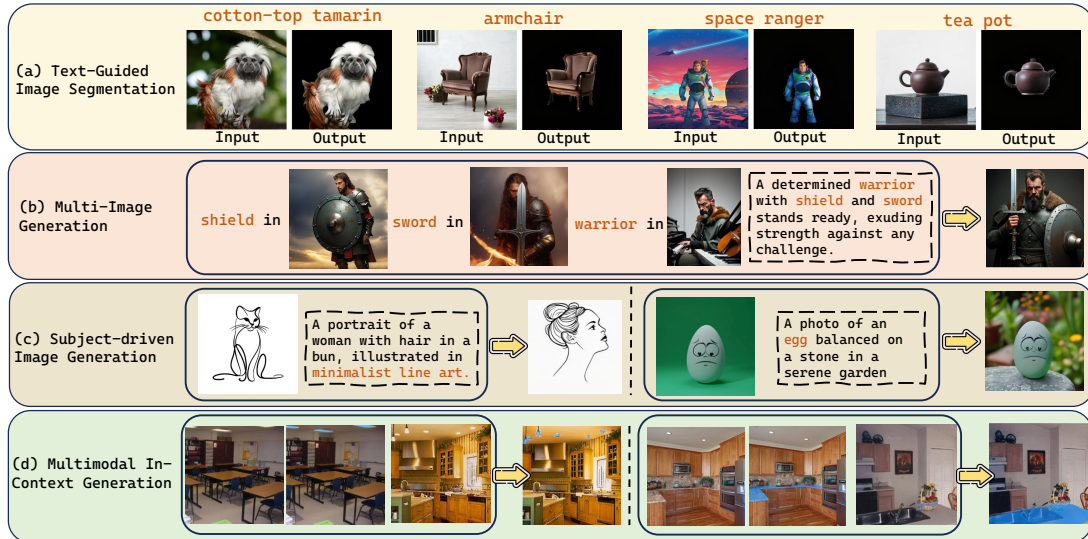 cotton-top tamarin
armchair
space ranger
tea pot
(a) Text-Guided
Image Segmentation
Input
Output
Input
Output
Input
Output
Input
Output
(b) Multi-Image
Generation
shield in
sword in
warrior in
A determined warrior
with shield and sword
stands ready, exuding
strength against any
challenge.
(c) Subject-driven
Image Generation
A portrait of a
woman with hair in a
bun, illustrated in
minimalist line art.
A photo of an
egg balanced on
a stone in a
serene garden
(d) Multimodal In-
Context Generation